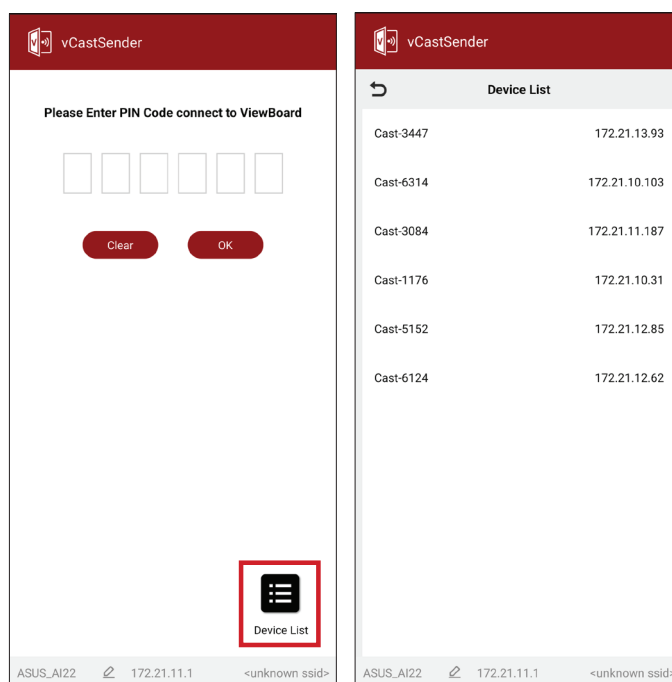 vCastSender
Please Enter PIN Code connect to ViewBoard
Clear OK
Device List
ASUS_AI22 172.21.11.1 <unknown ssid>
vCastSender
Device List
Cast-3447 172.21.13.93
Cast-6314 172.21.10.103
Cast-3084 172.21.11.187
Cast-1176 172.21.10.31
Cast-5152 172.21.12.85
Cast-6124 172.21.12.62
ASUS_AI22 172.21.11.1 <unknown ssid>